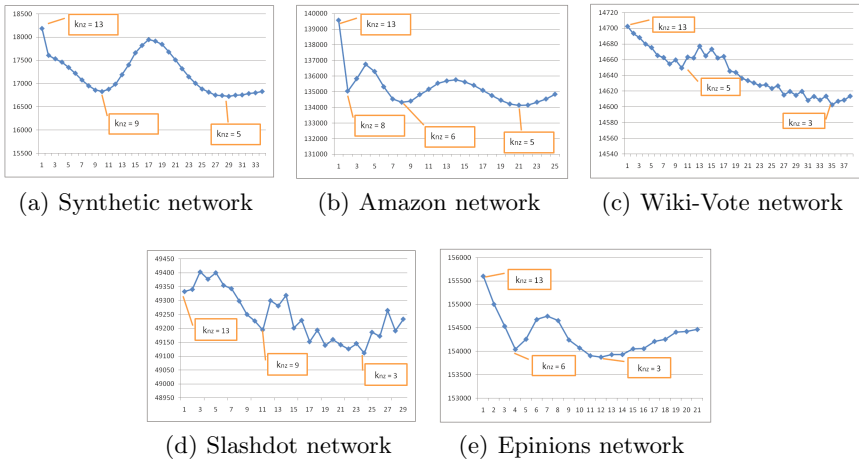 18500
18000
17500
17000
16500
16000
15500
1 3 5 7 9 11 13 15 17 19 21 23 25 27 29 31 33
knz = 13
knz = 9
knz = 5
(a) Synthetic network
140000
139000
138000
137000
136000
135000
134000
133000
132000
131000
1 3 5 7 9 11 13 15 17 19 21 23 25
knz = 13
knz = 8
knz = 6
knz = 5
(b) Amazon network
14720
14700
14680
14660
14640
14620
14600
14580
14560
14540
1 3 5 7 9 11 13 15 17 19 21 23 25 27 29 31 33 35 37
knz = 13
knz = 5
knz = 3
(c) Wiki-Vote network
49450
49400
49350
49300
49250
49200
49150
49100
49050
49000
48950
1 3 5 7 9 11 13 15 17 19 21 23 25 27 29
knz = 13
knz = 9
knz = 3
(d) Slashdot network
156000
155500
155000
154500
154000
153500
153000
1 2 3 4 5 6 7 8 9 10 11 12 13 14 15 16 17 18 19 20 21
knz = 13
knz = 6
knz = 3
(e) Epinions network